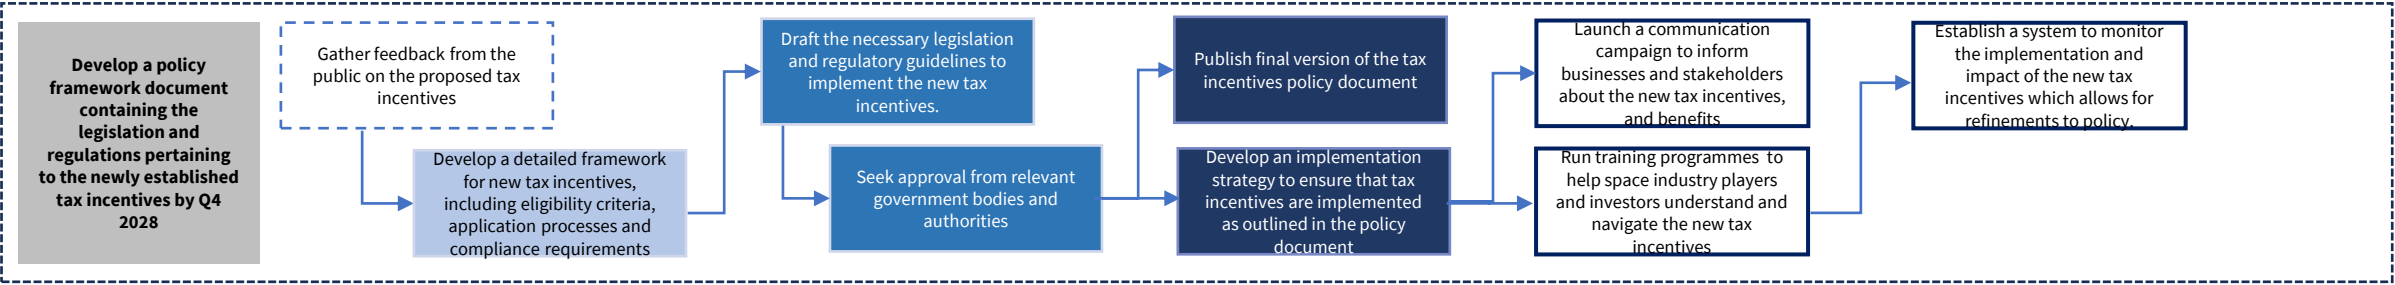 Develop a policy
framework document
containing the
legislation and
regulations pertaining
to the newly established
tax incentives by Q4
2028
Gather feedback from the
public on the proposed tax
incentives
Develop a detailed framework
for new tax incentives,
including eligibility criteria,
application processes and
compliance requirements
Draft the necessary legislation
and regulatory guidelines to
implement the new tax
incentives.
Seek approval from relevant
government bodies and
authorities
Publish final version of the tax
incentives policy document
Develop an implementation
strategy to ensure that tax
incentives are implemented
as outlined in the policy
document
Launch a communication
campaign to inform
businesses and stakeholders
about the new tax incentives,
and benefits
Run training programmes  to
help space industry players
and investors understand and
navigate the new tax
incentives
Establish a system to monitor
the implementation and
impact of the new tax
incentives which allows for
refinements to policy.